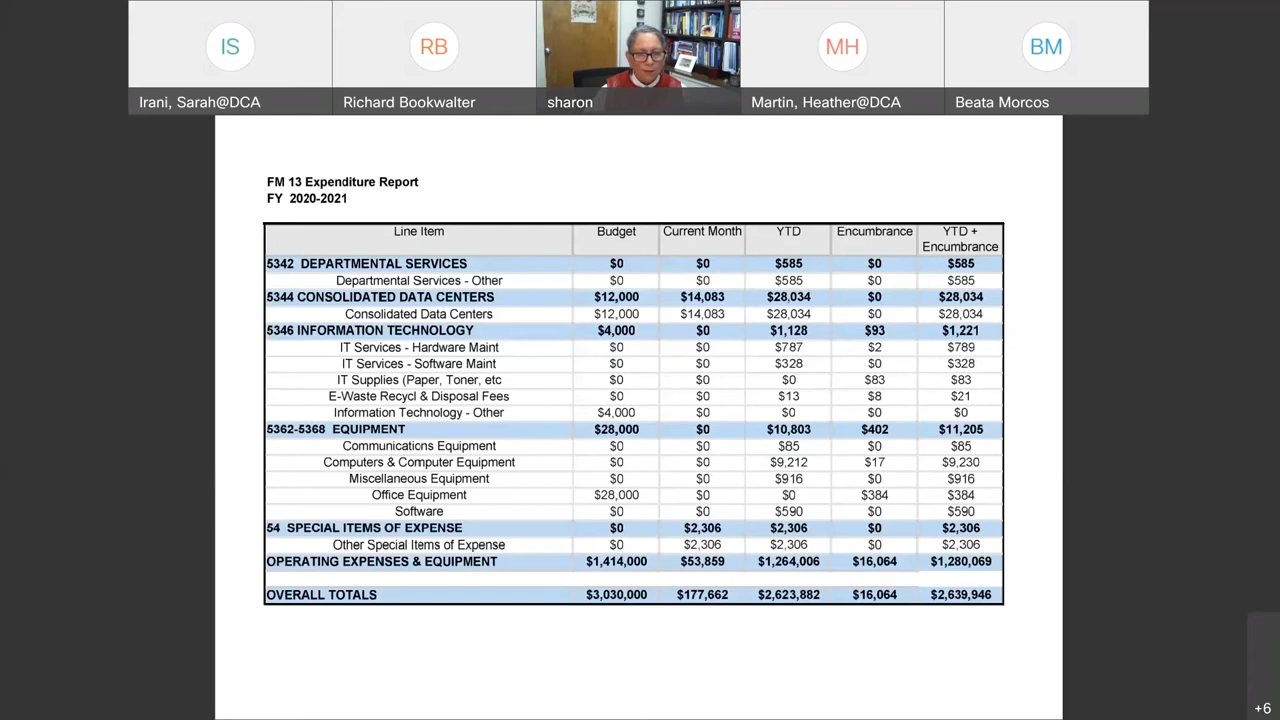 IS
RB
MH
BM
Irani, Sarah@DCA
Richard Bookwalter
sharon
Martin, Heather@DCA
Beata Morcos
FM 13 Expenditure Report
FY 2020-2021
Line Item Budget Current Month YTD Encumbrance YTD + Encumbrance
5342 DEPARTMENTAL SERVICES $0 $0 $585 $0 $585
Departmental Services - Other $0 $0 $585 $0 $585
5344 CONSOLIDATED DATA CENTERS $12,000 $14,083 $28,034 $0 $28,034
Consolidated Data Centers $12,000 $14,083 $28,034 $0 $28,034
5346 INFORMATION TECHNOLOGY $4,000 $0 $1,128 $93 $1,221
IT Services - Hardware Maint $0 $0 $787 $2 $789
IT Services - Software Maint $0 $0 $328 $0 $328
IT Supplies (Paper, Toner, etc $0 $0 $0 $83 $83
E-Waste Recycl & Disposal Fees $0 $0 $13 $8 $21
Information Technology - Other $4,000 $0 $0 $0 $0
5362-5368 EQUIPMENT $28,000 $0 $10,803 $402 $11,205
Communications Equipment $0 $0 $85 $0 $85
Computers & Computer Equipment $0 $0 $9,212 $17 $9,230
Miscellaneous Equipment $0 $0 $916 $0 $916
Office Equipment $28,000 $0 $0 $384 $384
Software $0 $0 $590 $0 $590
54 SPECIAL ITEMS OF EXPENSE $0 $2,306 $2,306 $0 $2,306
Other Special Items of Expense $0 $2,306 $2,306 $0 $2,306
OPERATING EXPENSES & EQUIPMENT $1,414,000 $53,859 $1,264,006 $16,064 $1,280,069
OVERALL TOTALS $3,030,000 $177,662 $2,623,882 $16,064 $2,639,946
+6